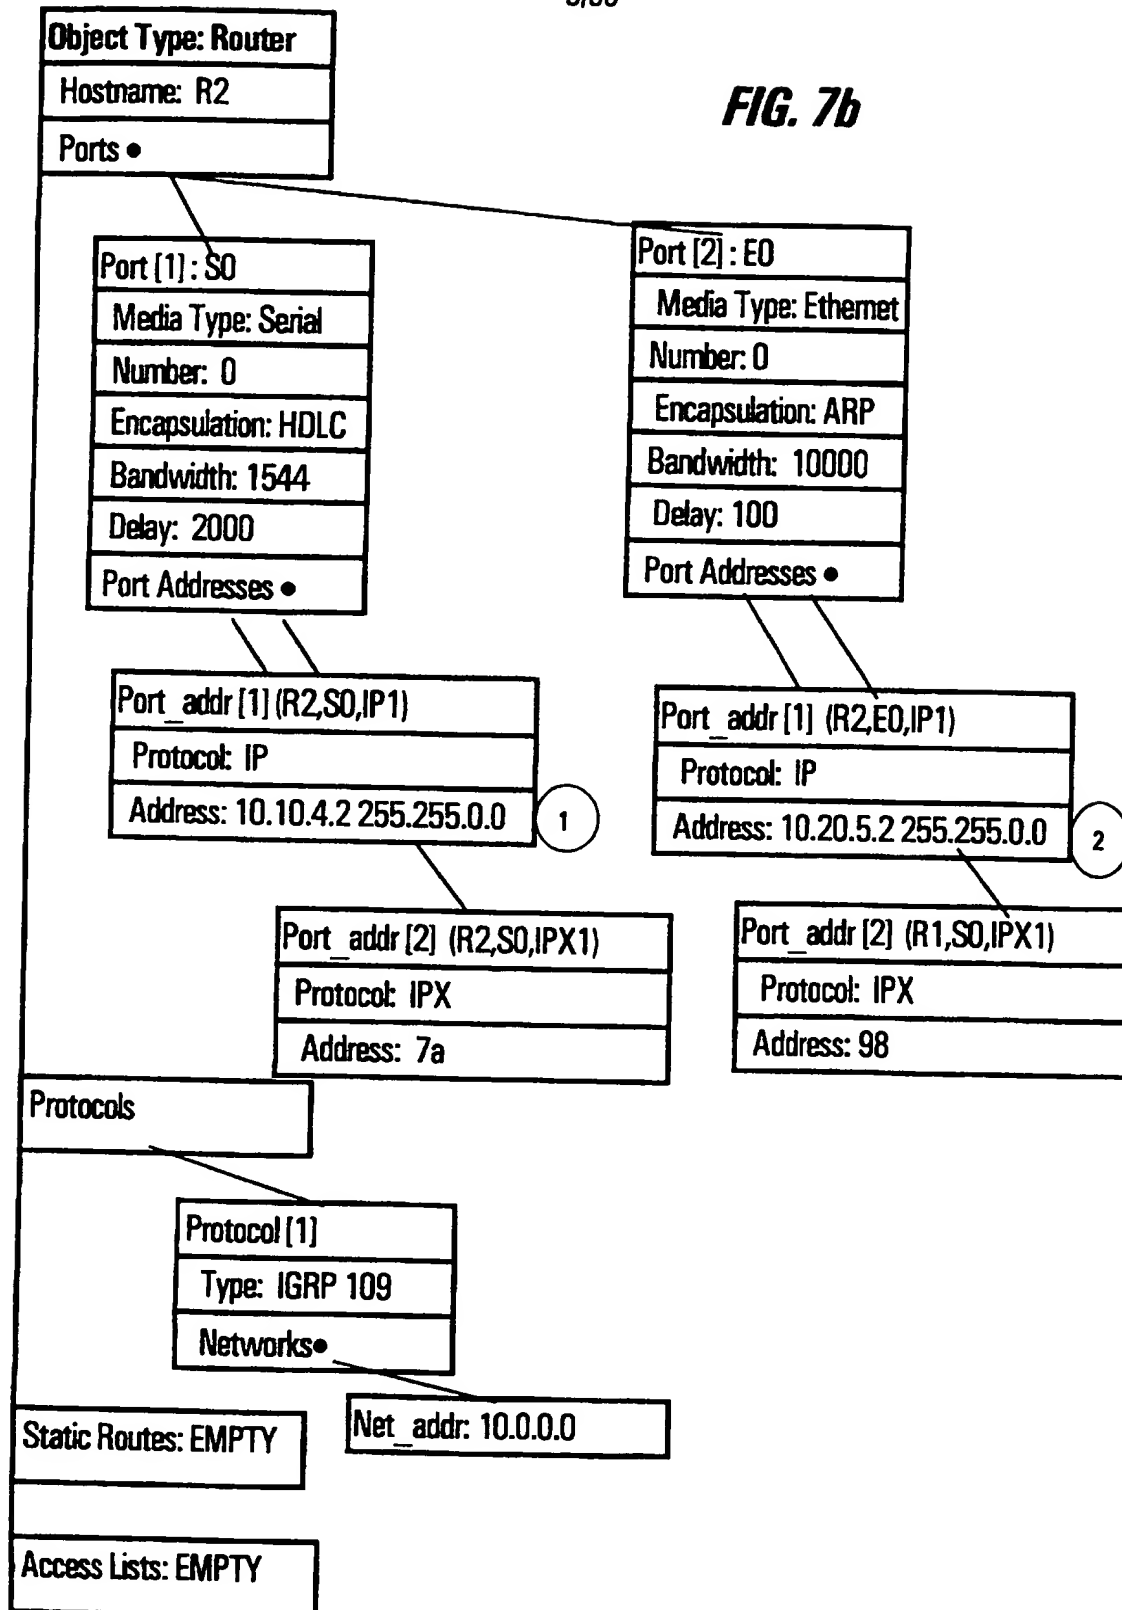 Object Type: Router
Hostname: R2
Ports •
FIG. 7b
Port [1] : S0
Media Type: Serial
Number: 0
Encapsulation: HDLC
Bandwidth: 1544
Delay: 2000
Port Addresses •
Port [2] : E0
Media Type: Ethernet
Number: 0
Encapsulation: ARP
Bandwidth: 10000
Delay: 100
Port Addresses •
Port_addr [1] (R2,S0,IP1)
Protocol: IP
Address: 10.10.4.2 255.255.0.0
1
Port_addr [1] (R2,E0,IP1)
Protocol: IP
Address: 10.20.5.2 255.255.0.0
2
Port_addr [2] (R2,S0,IPX1)
Protocol: IPX
Address: 7a
Port_addr [2] (R1,S0,IPX1)
Protocol: IPX
Address: 98
Protocols
Protocol [1]
Type: IGRP 109
Networks•
Net_addr: 10.0.0.0
Static Routes: EMPTY
Access Lists: EMPTY